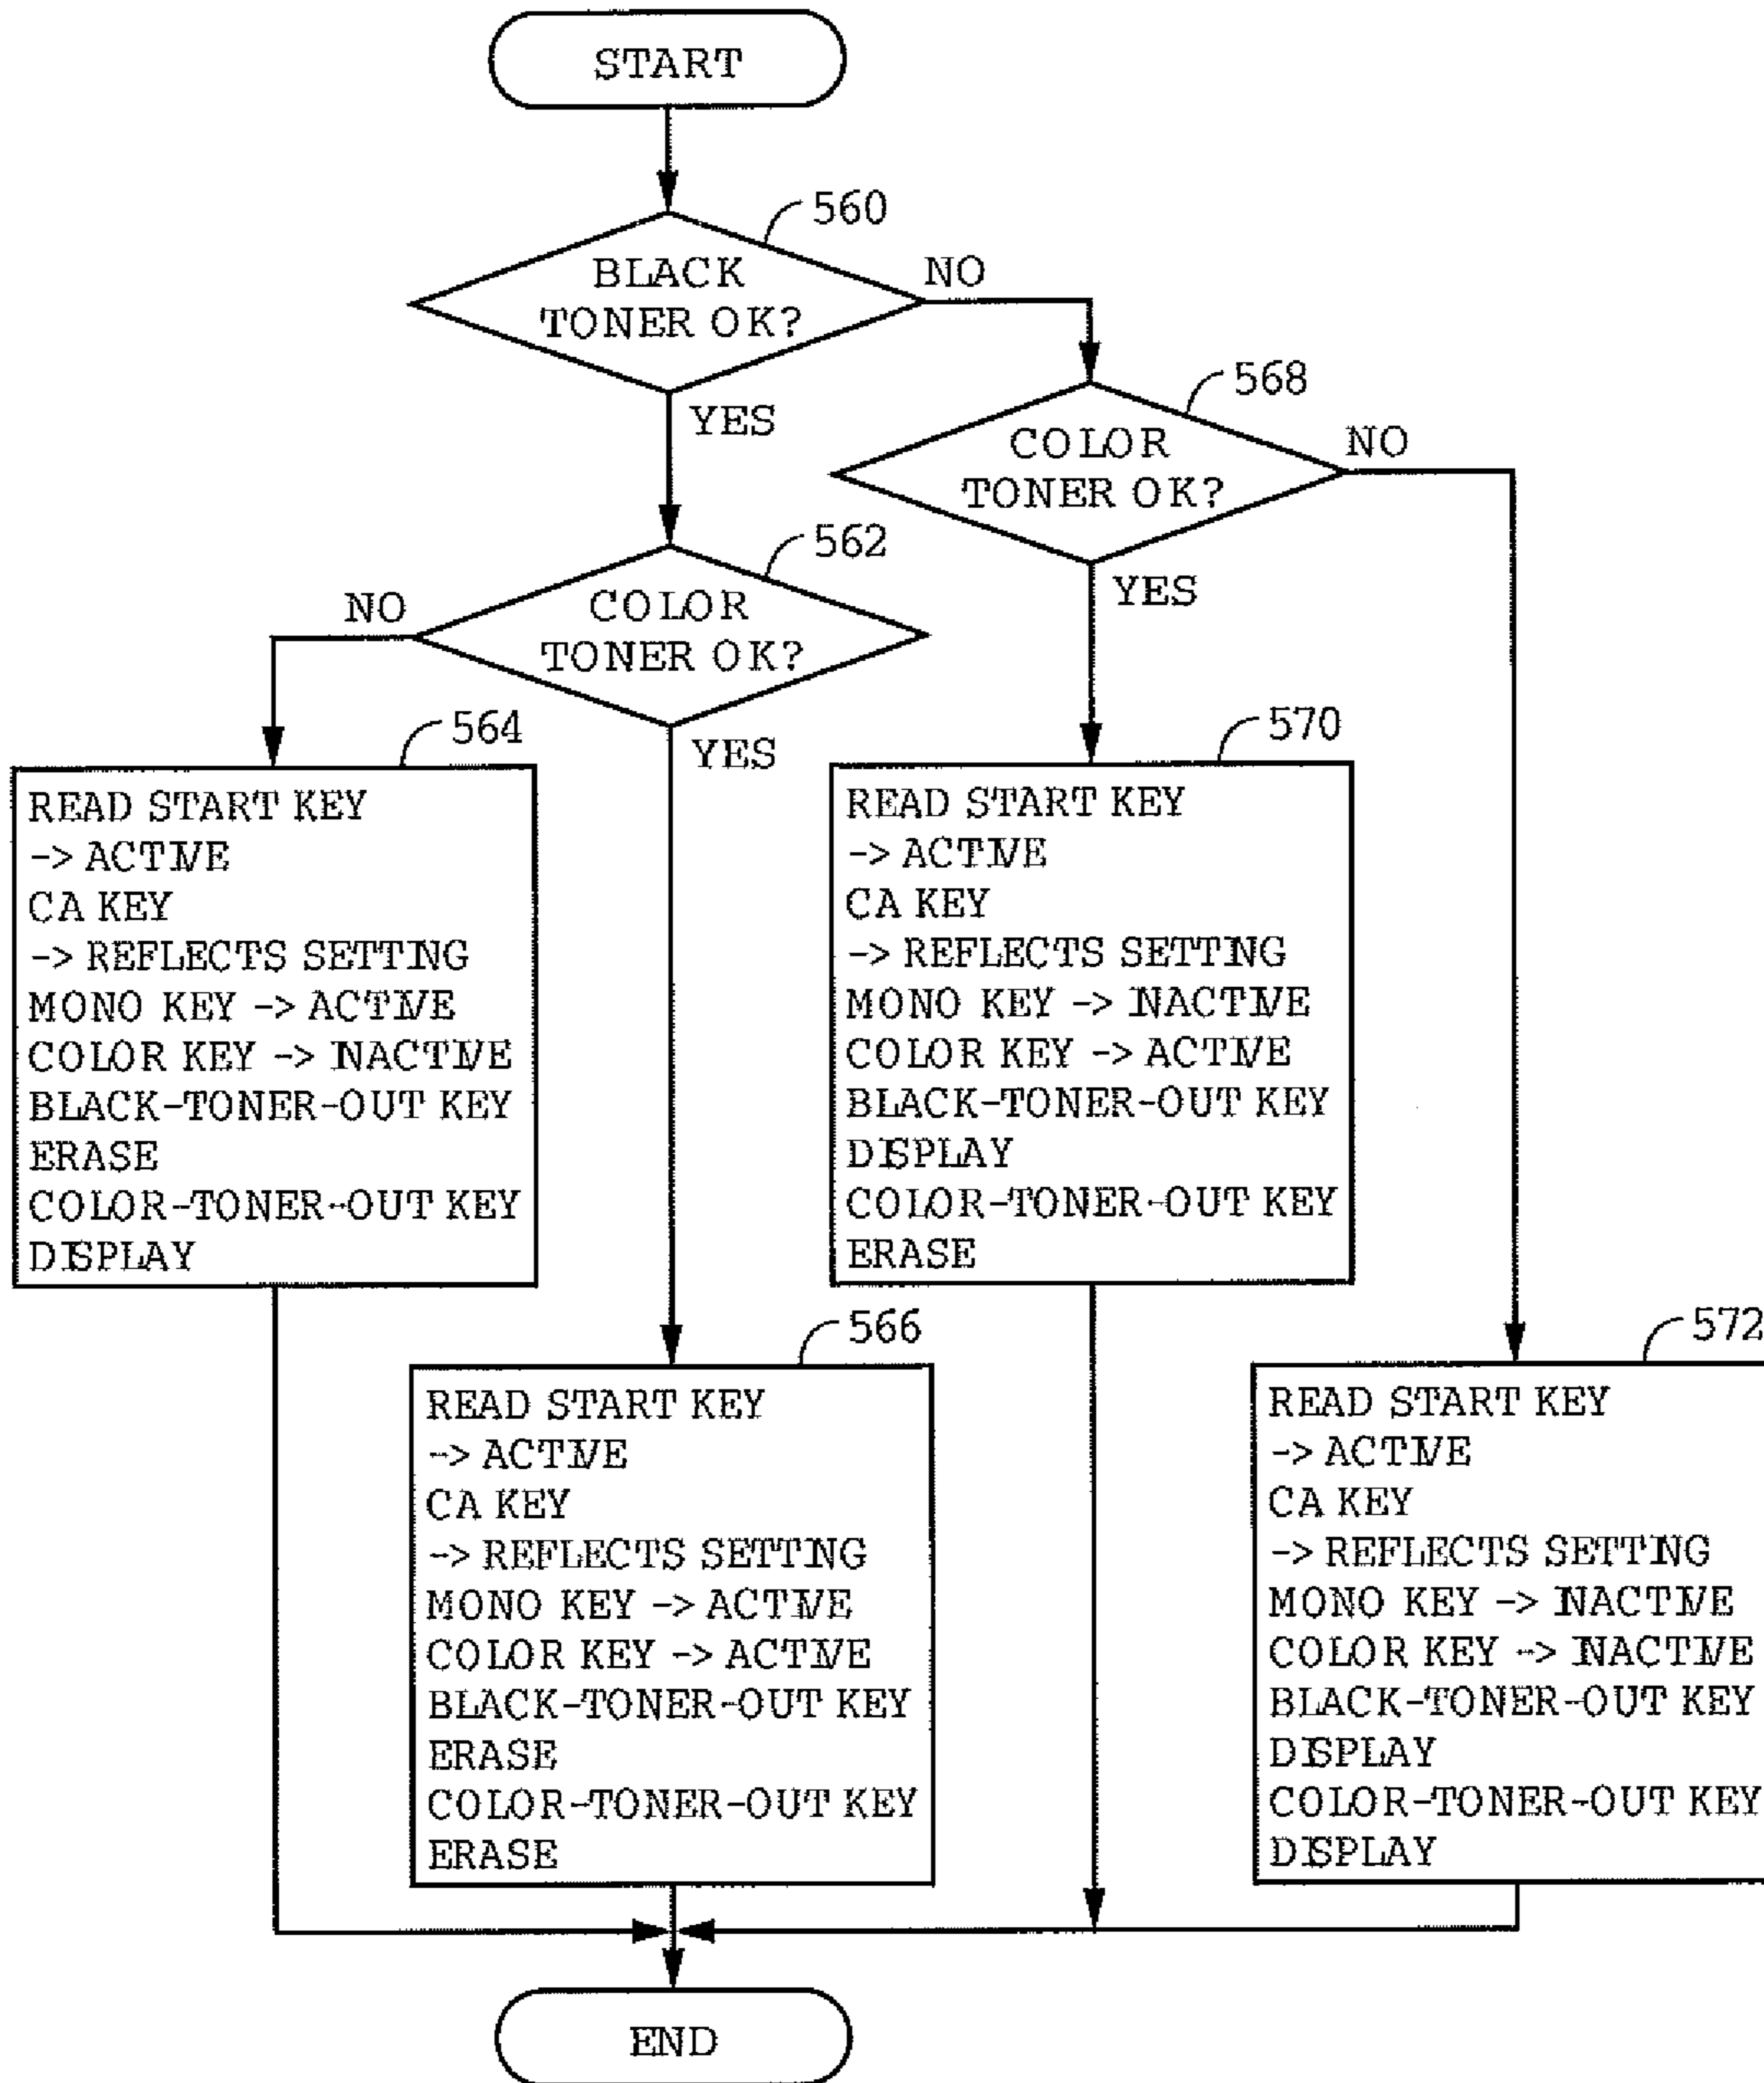 START
560
BLACK
TONER OK?
NO
YES
568
COLOR
TONER OK?
NO
YES
562
COLOR
TONER OK?
NO
YES
564
READ START KEY
-> ACTIVE
CA KEY
-> REFLECTS SETTING
MONO KEY -> ACTIVE
COLOR KEY -> INACTIVE
BLACK-TONER-OUT KEY
ERASE
COLOR-TONER-OUT KEY
DISPLAY
570
READ START KEY
-> ACTIVE
CA KEY
-> REFLECTS SETTING
MONO KEY -> INACTIVE
COLOR KEY -> ACTIVE
BLACK-TONER-OUT KEY
DISPLAY
COLOR-TONER-OUT KEY
ERASE
566
READ START KEY
-> ACTIVE
CA KEY
-> REFLECTS SETTING
MONO KEY -> ACTIVE
COLOR KEY -> ACTIVE
BLACK-TONER-OUT KEY
ERASE
COLOR-TONER-OUT KEY
ERASE
572
READ START KEY
-> ACTIVE
CA KEY
-> REFLECTS SETTING
MONO KEY -> INACTIVE
COLOR KEY -> INACTIVE
BLACK-TONER-OUT KEY
DISPLAY
COLOR-TONER-OUT KEY
DISPLAY
END